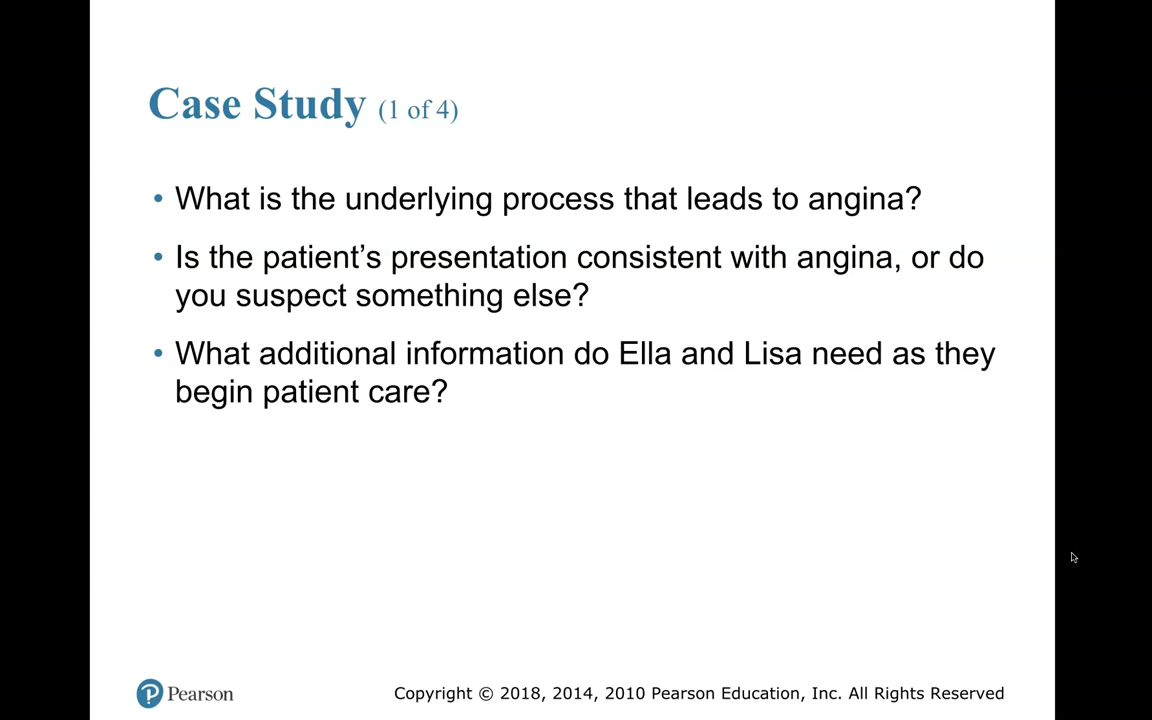 Case Study (1 of 4)
• What is the underlying process that leads to angina?
• Is the patient’s presentation consistent with angina, or do
you suspect something else?
• What additional information do Ella and Lisa need as they
begin patient care?
P Pearson
Copyright © 2018, 2014, 2010 Pearson Education, Inc. All Rights Reserved